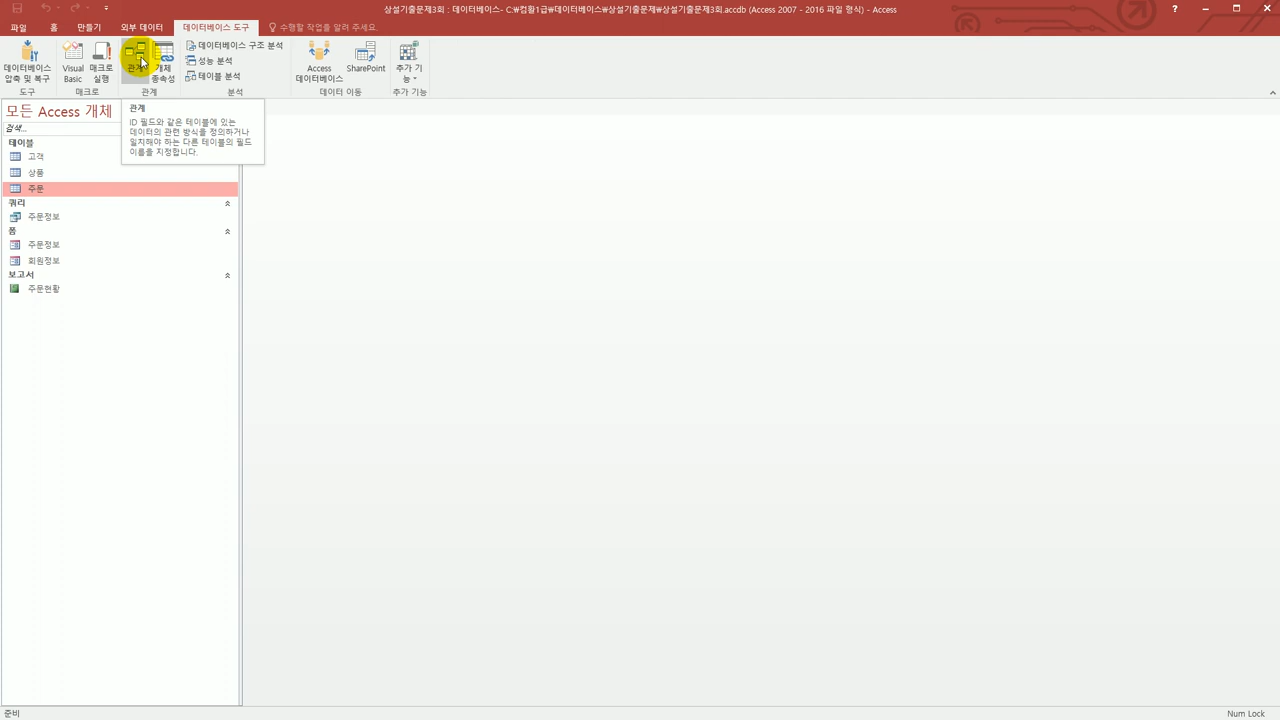 상설기출문제3회 : 데이터베이스- C:₩컴활1급₩데이터베이스₩상설기출문제₩상설기출문제3회.accdb (Access 2007 - 2016 파일 형식) - Access
파일 홈 만들기 외부 데이터 데이터베이스 도구 수행할 작업을 알려 주세요.
데이터베이스 압축 및 복구
Visual Basic
매크로 실행
관계
개체 종속성
데이터베이스 구조 분석
성능 분석
테이블 분석
Access 데이터베이스
SharePoint
추가 기능
도구 매크로 관계 분석 데이터 이동 추가 기능
모든 Access 개체
검색...
관계
ID 필드와 같은 테이블에 있는
데이터의 관련 방식을 정의하거나
일치해야 하는 다른 테이블의 필드
이름을 지정합니다.
테이블
고객
상품
주문
쿼리
주문정보
폼
주문정보
회원정보
보고서
주문현황
준비
Num Lock